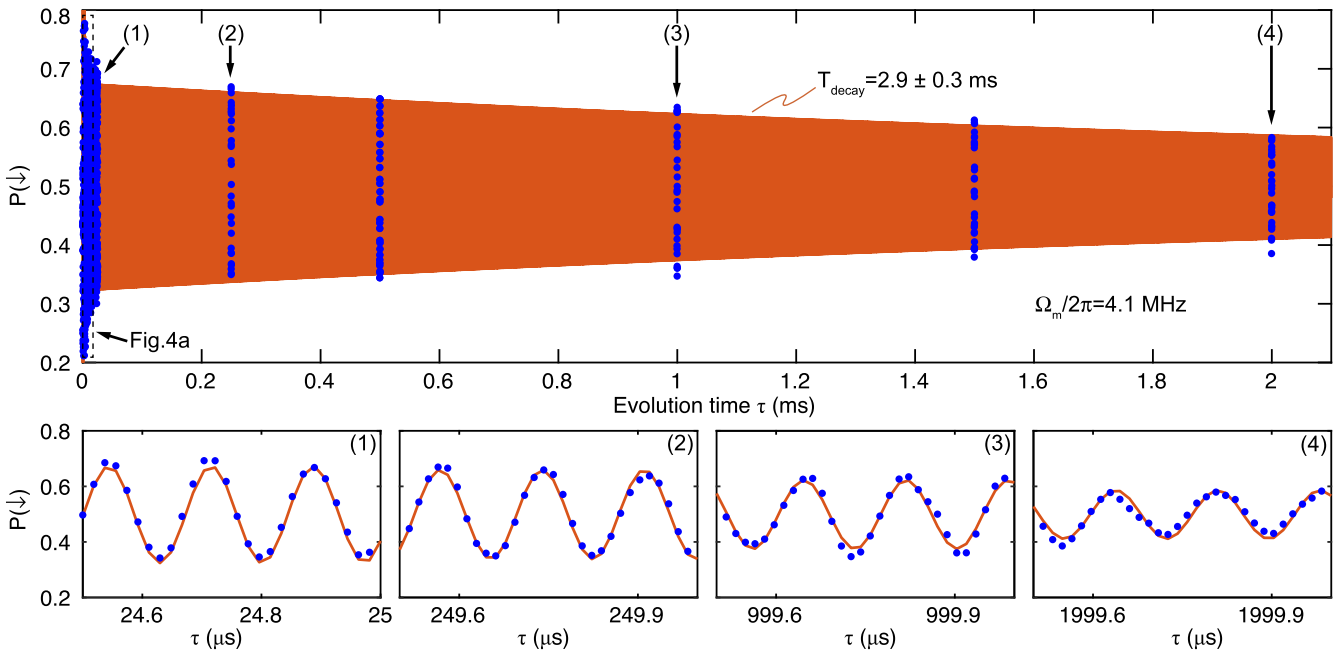 0.8
(1)
(2)
(3)
(4)
0.7
T_decay=2.9 ± 0.3 ms
0.6
P(↓)
0.5
0.4
0.3
Ω_m/2π=4.1 MHz
Fig.4a
0.2
0 0.2 0.4 0.6 0.8 1 1.2 1.4 1.6 1.8 2
Evolution time τ (ms)
0.8
(1)
(2)
(3)
(4)
P(↓)
0.6
0.4
0.2
24.6 24.8 25
249.6 249.9
999.6 999.9
1999.6 1999.9
τ (μs)
τ (μs)
τ (μs)
τ (μs)